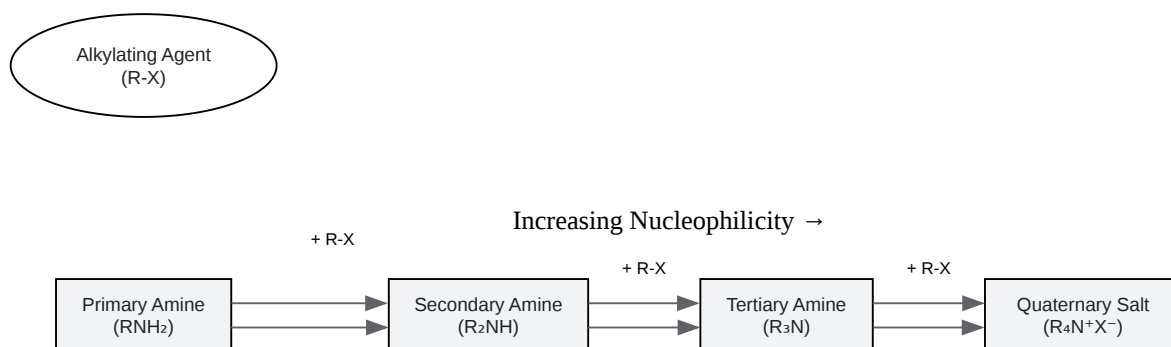 Alkylating Agent
(R-X)
Increasing Nucleophilicity →
+ R-X
+ R-X
+ R-X
Primary Amine
(RNH₂)
Secondary Amine
(R₂NH)
Tertiary Amine
(R₃N)
Quaternary Salt
(R₄N⁺X⁻)